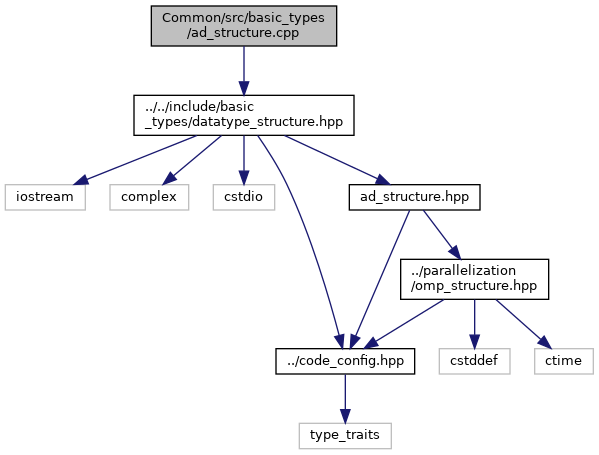 Common/src/basic_types
/ad_structure.cpp
../../include/basic
_types/datatype_structure.hpp
iostream
complex
cstdio
ad_structure.hpp
../parallelization
/omp_structure.hpp
../code_config.hpp
cstddef
ctime
type_traits